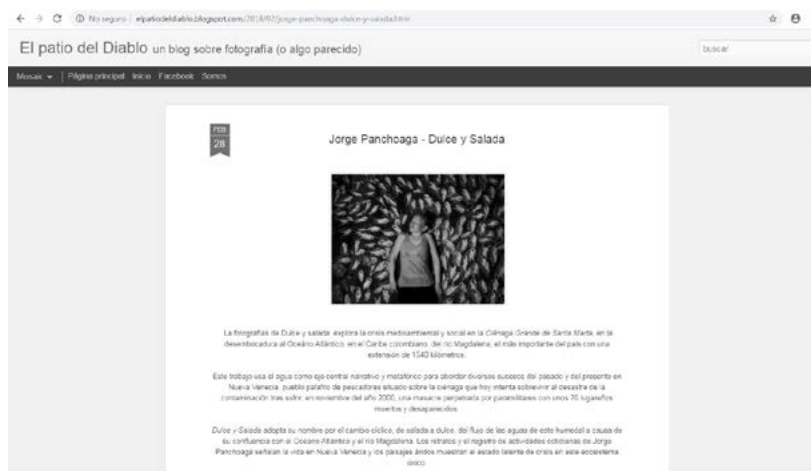 No seguro | elpatiodeldiablo.blogspot.com/2018/02/jorge-panchoaga-dulce-y-salada.html
El patio del Diablo un blog sobre fotografía (o algo parecido)
buscar
Mosaic Página principal Inicio Facebook Somos
FEB
28
Jorge Panchoaga - Dulce y Salada
La fotografías de Dulce y salada explora la crisis medioambiental y social en la Ciénaga Grande de Santa Marta, en la
desembocadura al Océano Atlántico, en el Caribe colombiano, del río Magdalena, el más importante del país con una
extensión de 1540 kilómetros.
Este trabajo usa el agua como eje central narrativo y metafórico para abordar diversos sucesos del pasado y del presente en
Nueva Venecia, pueblo palafito de pescadores situado sobre la ciénaga que hoy intenta sobrevivir al desastre de la
contaminación tras sufrir, en noviembre del año 2000, una masacre perpetrada por paramilitares con unos 70 lugareños
muertos y desaparecidos.
Dulce y Salada adopta su nombre por el cambio cíclico, de salada a dulce, del flujo de las aguas de este humedal a causa de
su confluencia con el Océano Atlántico y el río Magdalena. Los retratos y el registro de actividades cotidianas de Jorge
Panchoaga señalan la vida en Nueva Venecia y los paisajes áridos muestran el estado latente de crisis en este ecosistema
único.